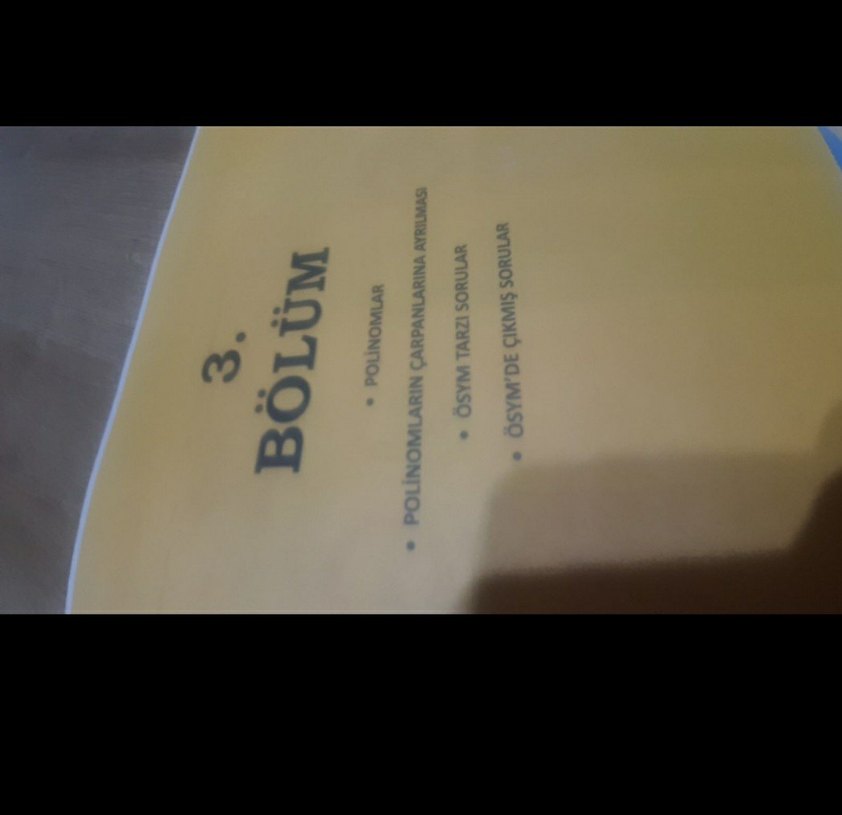 3.
BÖLÜM
• POLİNOMLAR
• POLİNOMLARIN ÇARPANLARINA AYRILMASI
• ÖSYM TARZI SORULAR
• ÖSYM'DE ÇIKMIŞ SORULAR